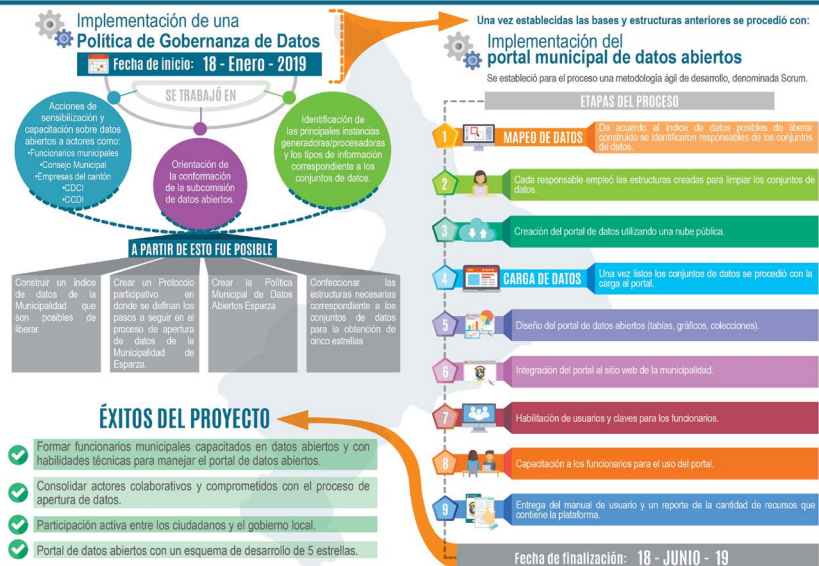 Implementación de una
Política de Gobernanza de Datos
Fecha de inicio: 18 - Enero - 2019
SE TRABAJÓ EN
Acciones de
sensibilización y
capacitación sobre datos
abiertos a actores como:
•Funcionarios municipales
•Consejo Municipal
•Empresas del cantón
•CDCI
•CCDI
Orientación de
la conformación
de la subcomisión
de datos abiertos.
Identificación de
las principales instancias
generadoras/procesadoras
y los tipos de información
correspondiente a los
conjuntos de datos.
A PARTIR DE ESTO FUE POSIBLE
Construir un índice
de datos de la
Municipalidad que
son posibles de
liberar
Crear un Protocolo
participativo en
donde se definan los
pasos a seguir en el
proceso de apertura
de datos de la
Municipalidad de
Esparza.
Crear la Política
Municipal de Datos
Abiertos Esparza
Confeccionar las
estructuras necesarias
correspondiente a los
conjuntos de datos
para la obtención de
cinco estrellas
ÉXITOS DEL PROYECTO
Formar funcionarios municipales capacitados en datos abiertos y con
habilidades técnicas para manejar el portal de datos abiertos.
Consolidar actores colaborativos y comprometidos con el proceso de
apertura de datos.
Participación activa entre los ciudadanos y el gobierno local.
Portal de datos abiertos con un esquema de desarrollo de 5 estrellas.
Una vez establecidas las bases y estructuras anteriores se procedió con:
Implementación del
portal municipal de datos abiertos
Se estableció para el proceso una metodología ágil de desarrollo, denominada Scrum.
ETAPAS DEL PROCESO
1
MAPEO DE DATOS
De acuerdo al índice de datos posibles de liberar
construido se identificaron responsables de los conjuntos
de datos.
2
Cada responsable empleó las estructuras creadas para limpiar los conjuntos de
datos.
3
Creación del portal de datos utilizando una nube pública.
4
CARGA DE DATOS
Una vez listos los conjuntos de datos se procedió con la
carga al portal.
5
Diseño del portal de datos abiertos (tablas, gráficos, colecciones).
6
Integración del portal al sitio web de la municipalidad.
7
Habilitación de usuarios y claves para los funcionarios.
8
Capacitación a los funcionarios para el uso del portal.
9
Entrega del manual de usuario y un reporte de la cantidad de recursos que
contiene la plataforma.
Fecha de finalización: 18 - JUNIO - 19